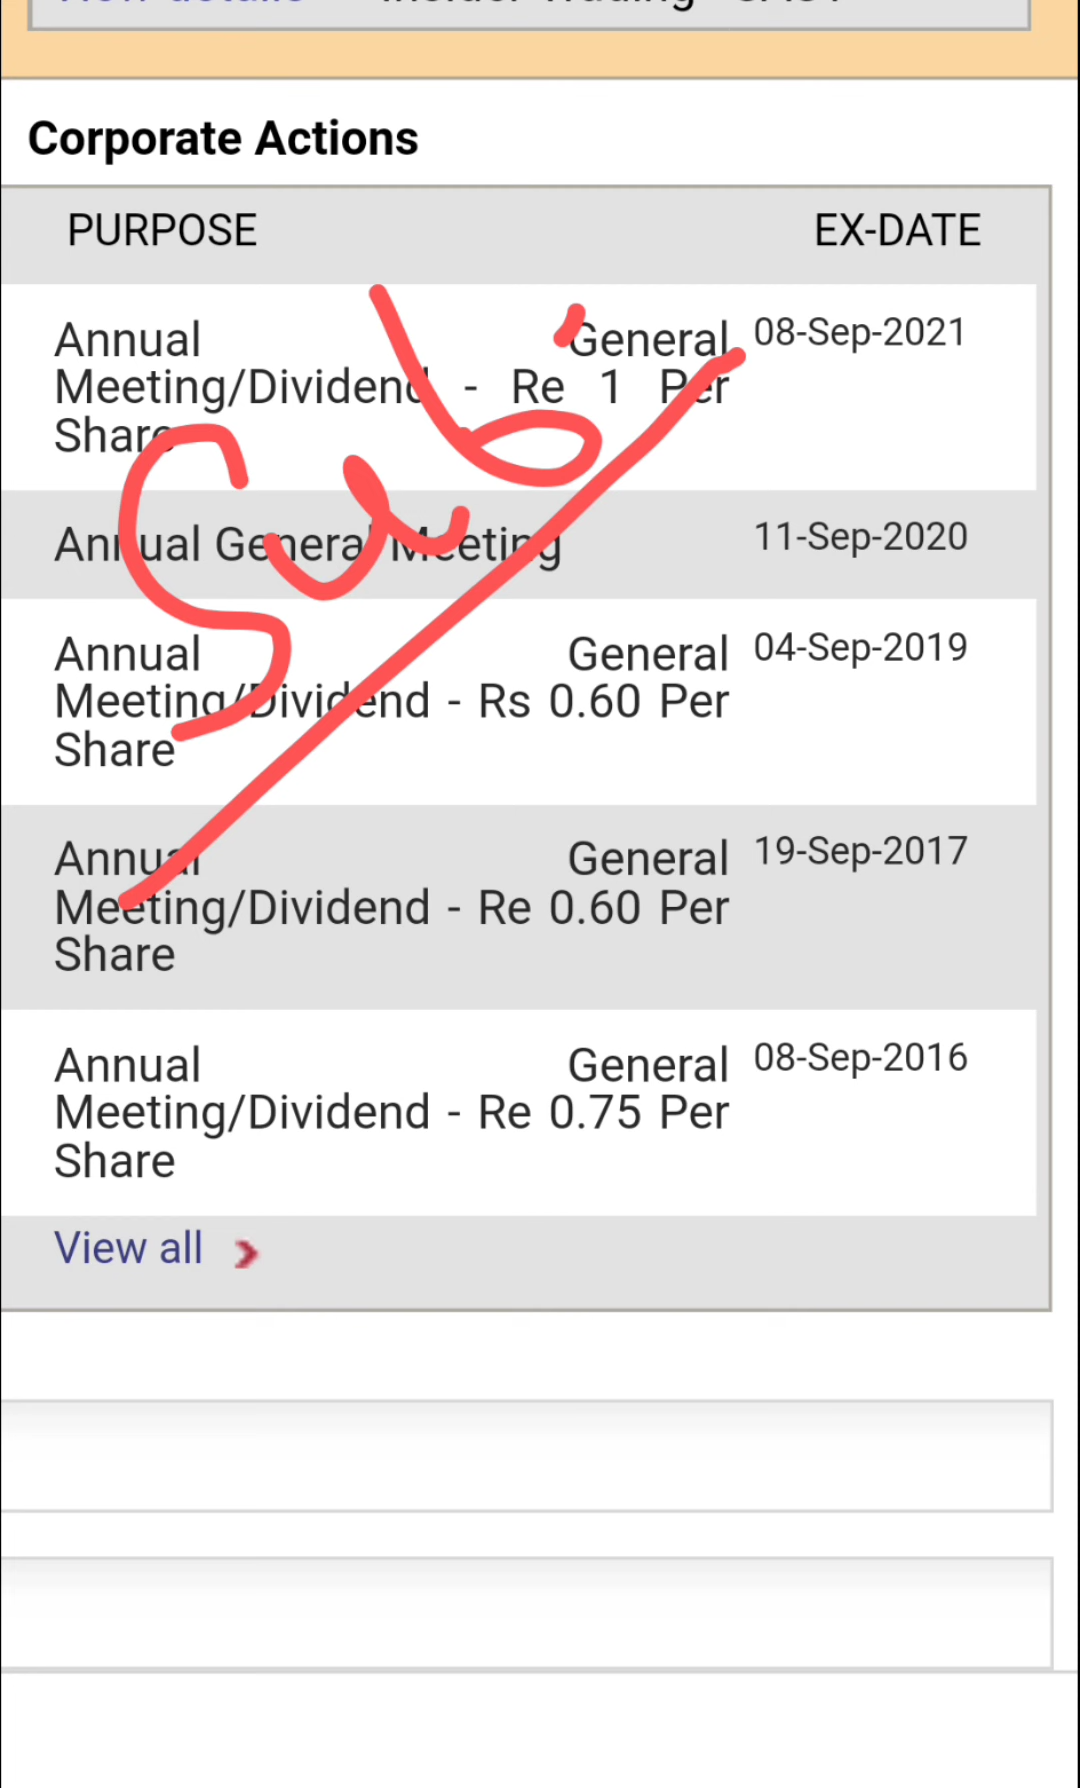 Corporate Actions
PURPOSE EX-DATE
Annual General 08-Sep-2021
Meeting/Dividend - Re 1 Per
Share
Annual General Meeting 11-Sep-2020
Annual General 04-Sep-2019
Meeting/Dividend - Rs 0.60 Per
Share
Annual General 19-Sep-2017
Meeting/Dividend - Re 0.60 Per
Share
Annual General 08-Sep-2016
Meeting/Dividend - Re 0.75 Per
Share
View all